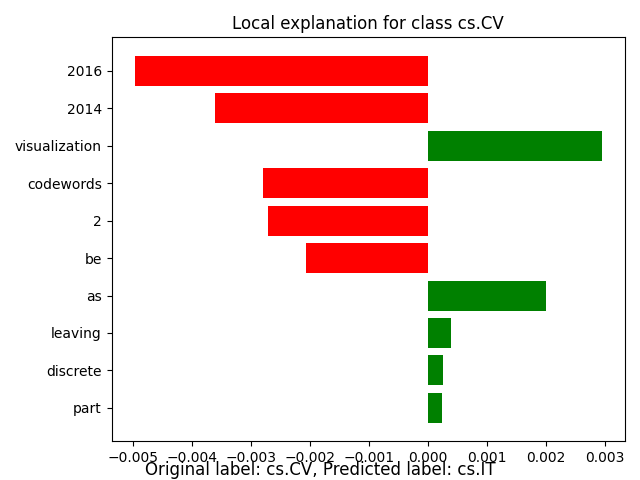 Local explanation for class cs.CV
2016
2014
visualization
codewords
2
be
as
leaving
discrete
part
−0.005 −0.004 −0.003 −0.002 −0.001 0.000 0.001 0.002 0.003
Original label: cs.CV, Predicted label: cs.IT